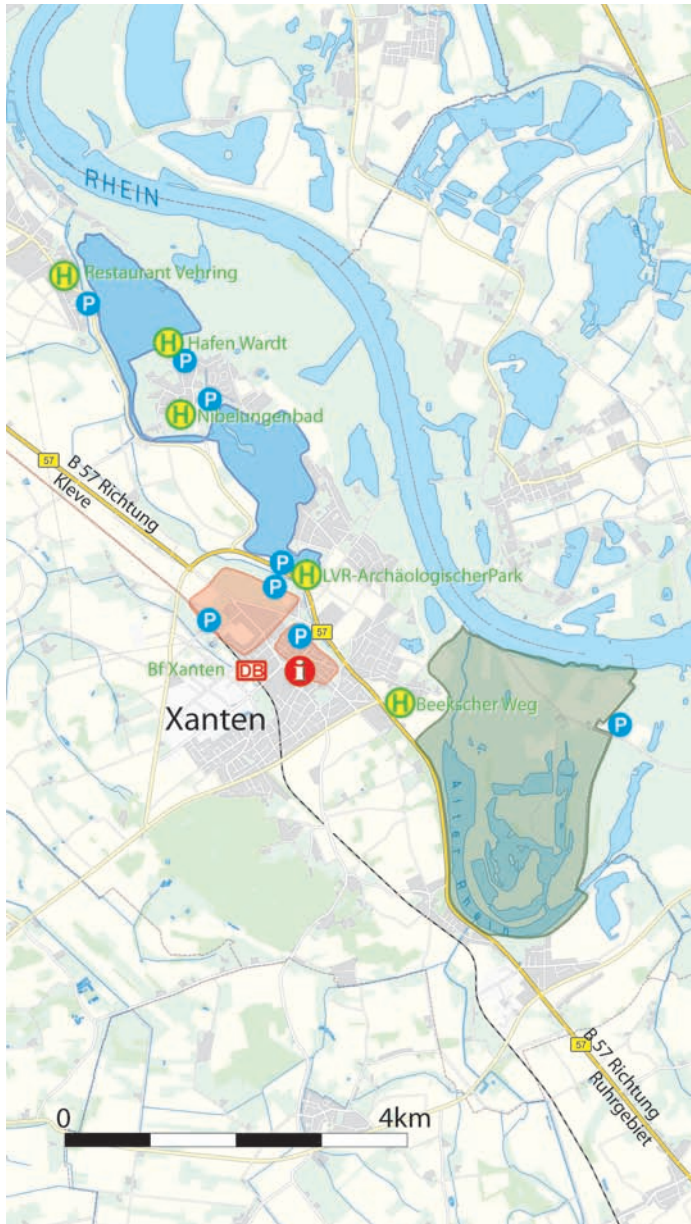 RHEIN
H Restaurant Vehring
P
H Hafen Wardt
P
P
H Nibelungenbad
57
B 57 Richtung
Kleve
P
H LVR-ArchäologischerPark
P
P
P
57
Bf Xanten DB i
Xanten
H Beekscher Weg
P
Alter Rhein
0 4km
57
B 57 Richtung
Ruhrgebiet